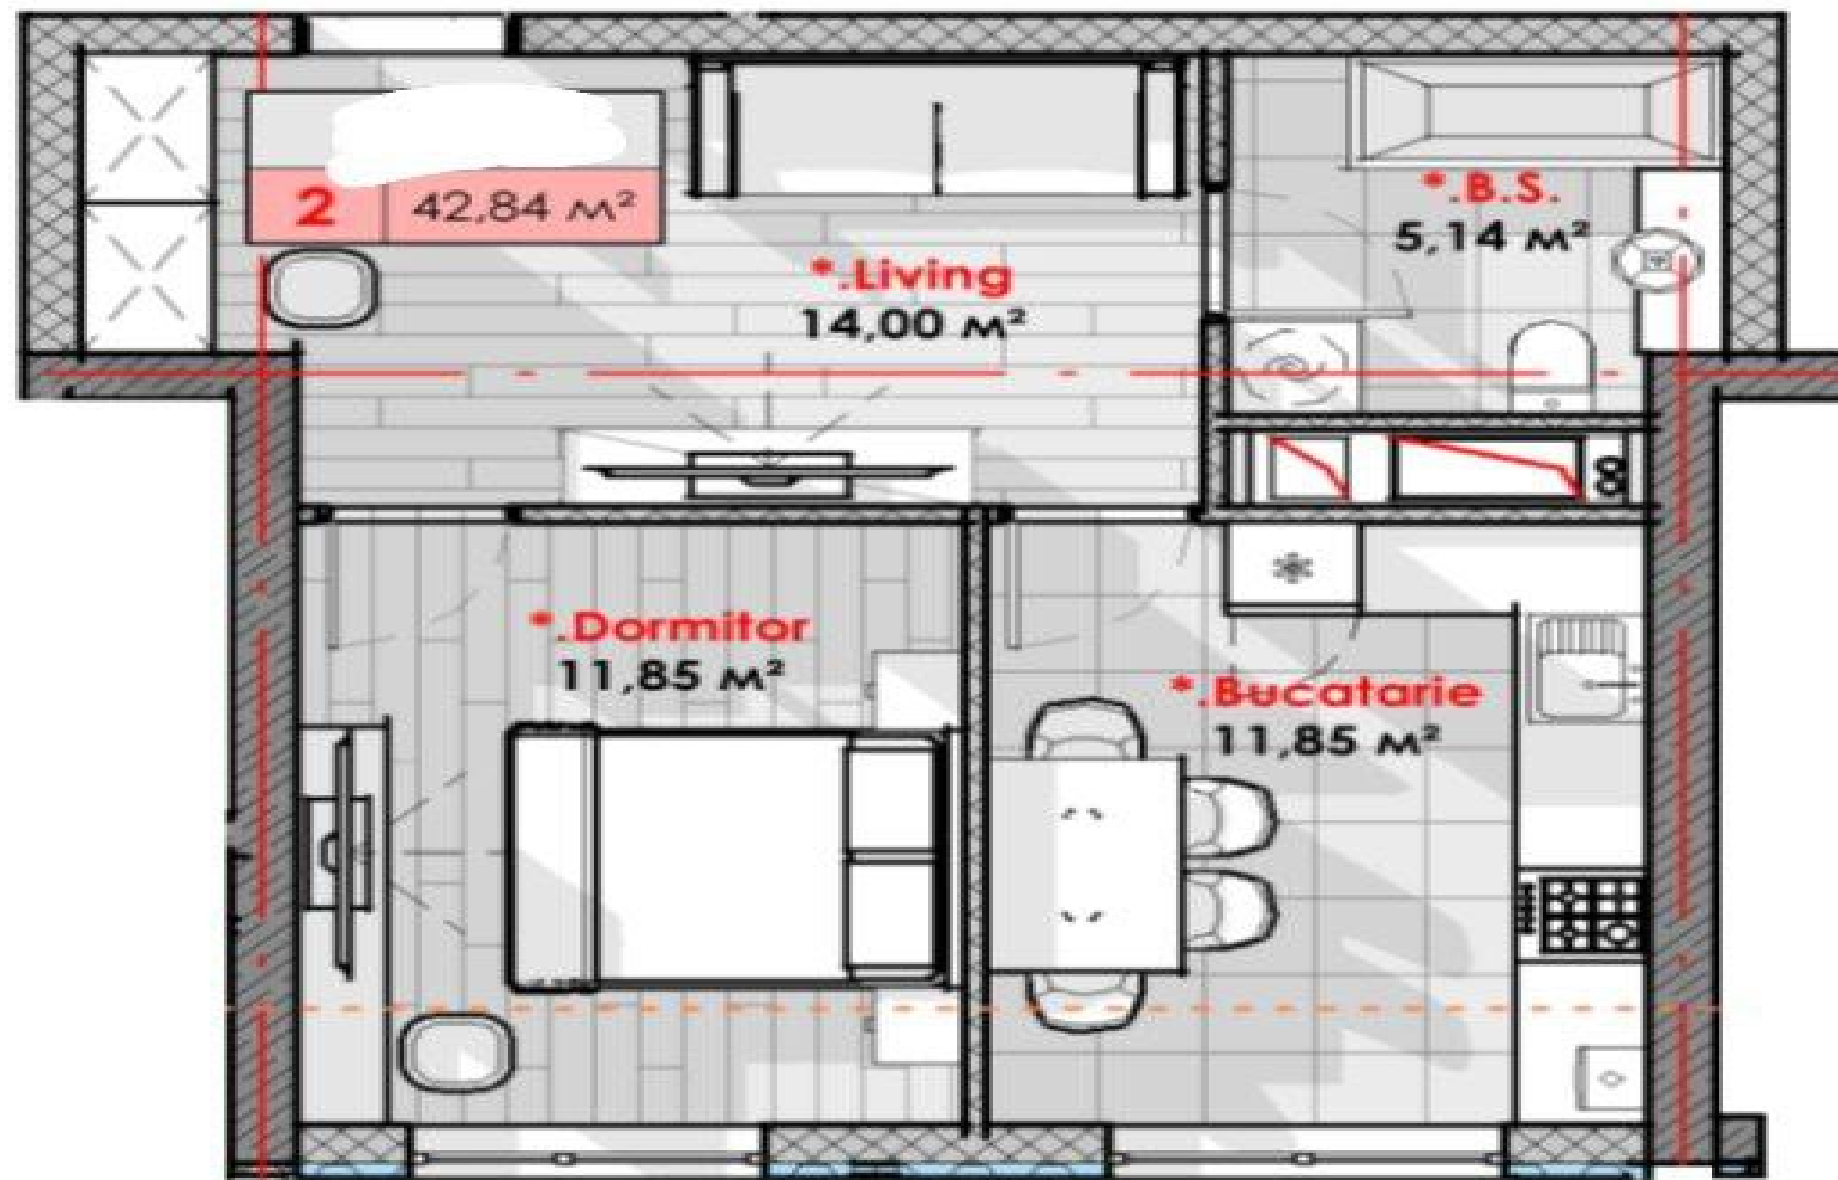 2 42,84 м²
*.Living
14,00 м²
*.B.S.
5,14 м²
8
*.Dormitor
11,85 м²
*.Bucatarie
11,85 м²